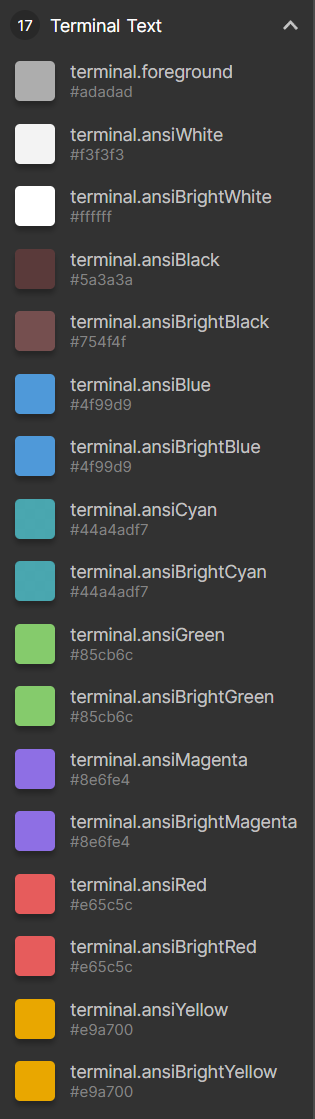 17 Terminal Text
terminal.foreground
#adadad
terminal.ansiWhite
#f3f3f3
terminal.ansiBrightWhite
#ffffff
terminal.ansiBlack
#5a3a3a
terminal.ansiBrightBlack
#754f4f
terminal.ansiBlue
#4f99d9
terminal.ansiBrightBlue
#4f99d9
terminal.ansiCyan
#44a4adf7
terminal.ansiBrightCyan
#44a4adf7
terminal.ansiGreen
#85cb6c
terminal.ansiBrightGreen
#85cb6c
terminal.ansiMagenta
#8e6fe4
terminal.ansiBrightMagenta
#8e6fe4
terminal.ansiRed
#e65c5c
terminal.ansiBrightRed
#e65c5c
terminal.ansiYellow
#e9a700
terminal.ansiBrightYellow
#e9a700